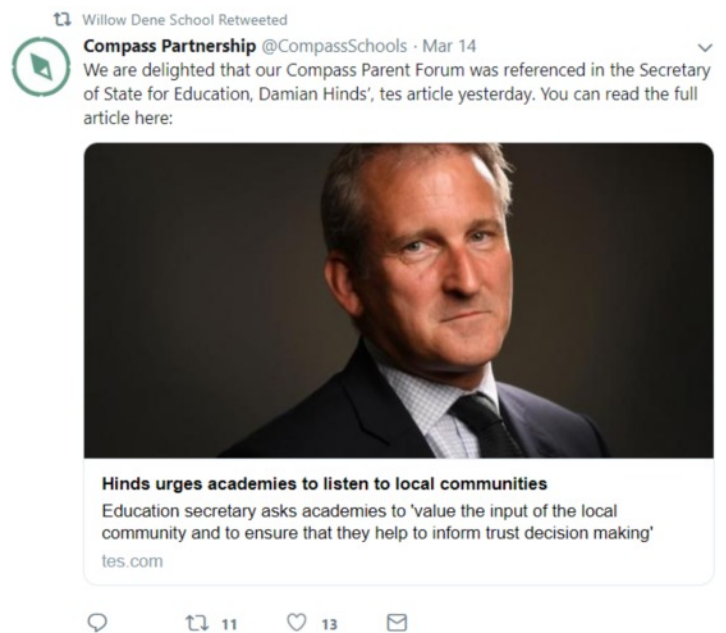 Willow Dene School Retweeted
Compass Partnership @CompassSchools · Mar 14
We are delighted that our Compass Parent Forum was referenced in the Secretary
of State for Education, Damian Hinds', tes article yesterday. You can read the full
article here:
Hinds urges academies to listen to local communities
Education secretary asks academies to 'value the input of the local
community and to ensure that they help to inform trust decision making'
tes.com
11 13